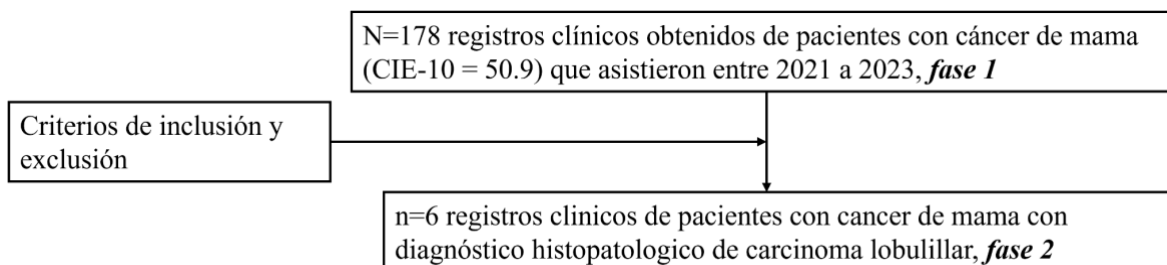 N=178 registros clínicos obtenidos de pacientes con cáncer de mama
(CIE-10 = 50.9) que asistieron entre 2021 a 2023, fase 1
Criterios de inclusión y
exclusión
n=6 registros clinicos de pacientes con cancer de mama con
diagnóstico histopatologico de carcinoma lobulillar, fase 2